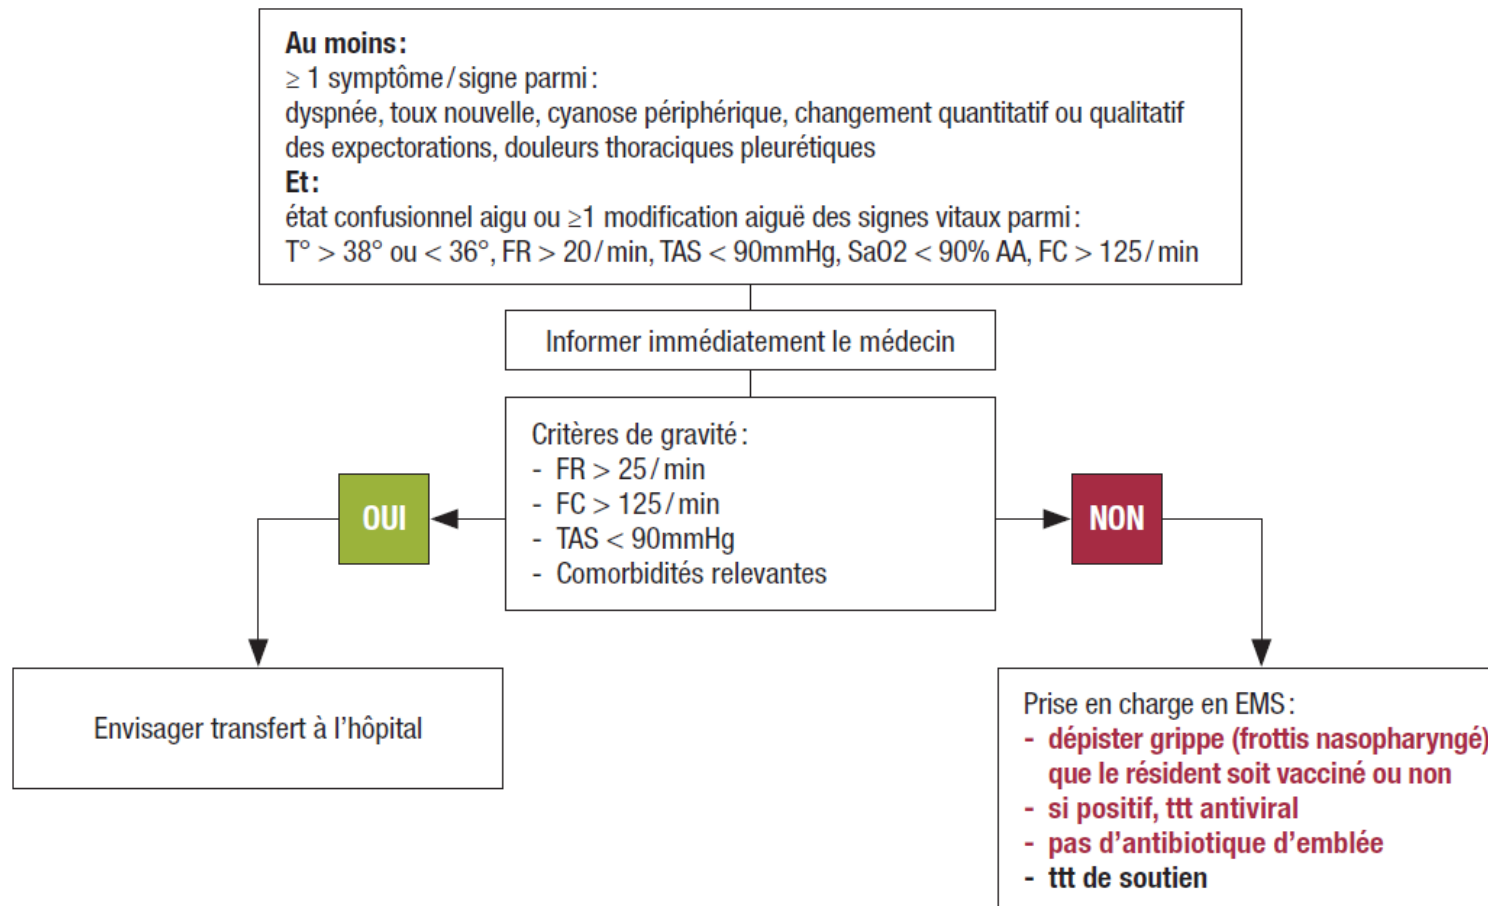 Au moins :
≥ 1 symptôme / signe parmi :
dyspnée, toux nouvelle, cyanose périphérique, changement quantitatif ou qualitatif
des expectorations, douleurs thoraciques pleurétiques
Et :
état confusionnel aigu ou ≥1 modification aiguë des signes vitaux parmi :
T° > 38° ou < 36°, FR > 20 / min, TAS < 90mmHg, SaO2 < 90% AA, FC > 125 / min
Informer immédiatement le médecin
Critères de gravité :
- FR > 25 / min
- FC > 125 / min
- TAS < 90mmHg
- Comorbidités relevantes
OUI
NON
Envisager transfert à l’hôpital
Prise en charge en EMS :
- dépister grippe (frottis nasopharyngé)
que le résident soit vacciné ou non
- si positif, ttt antiviral
- pas d’antibiotique d’emblée
- ttt de soutien